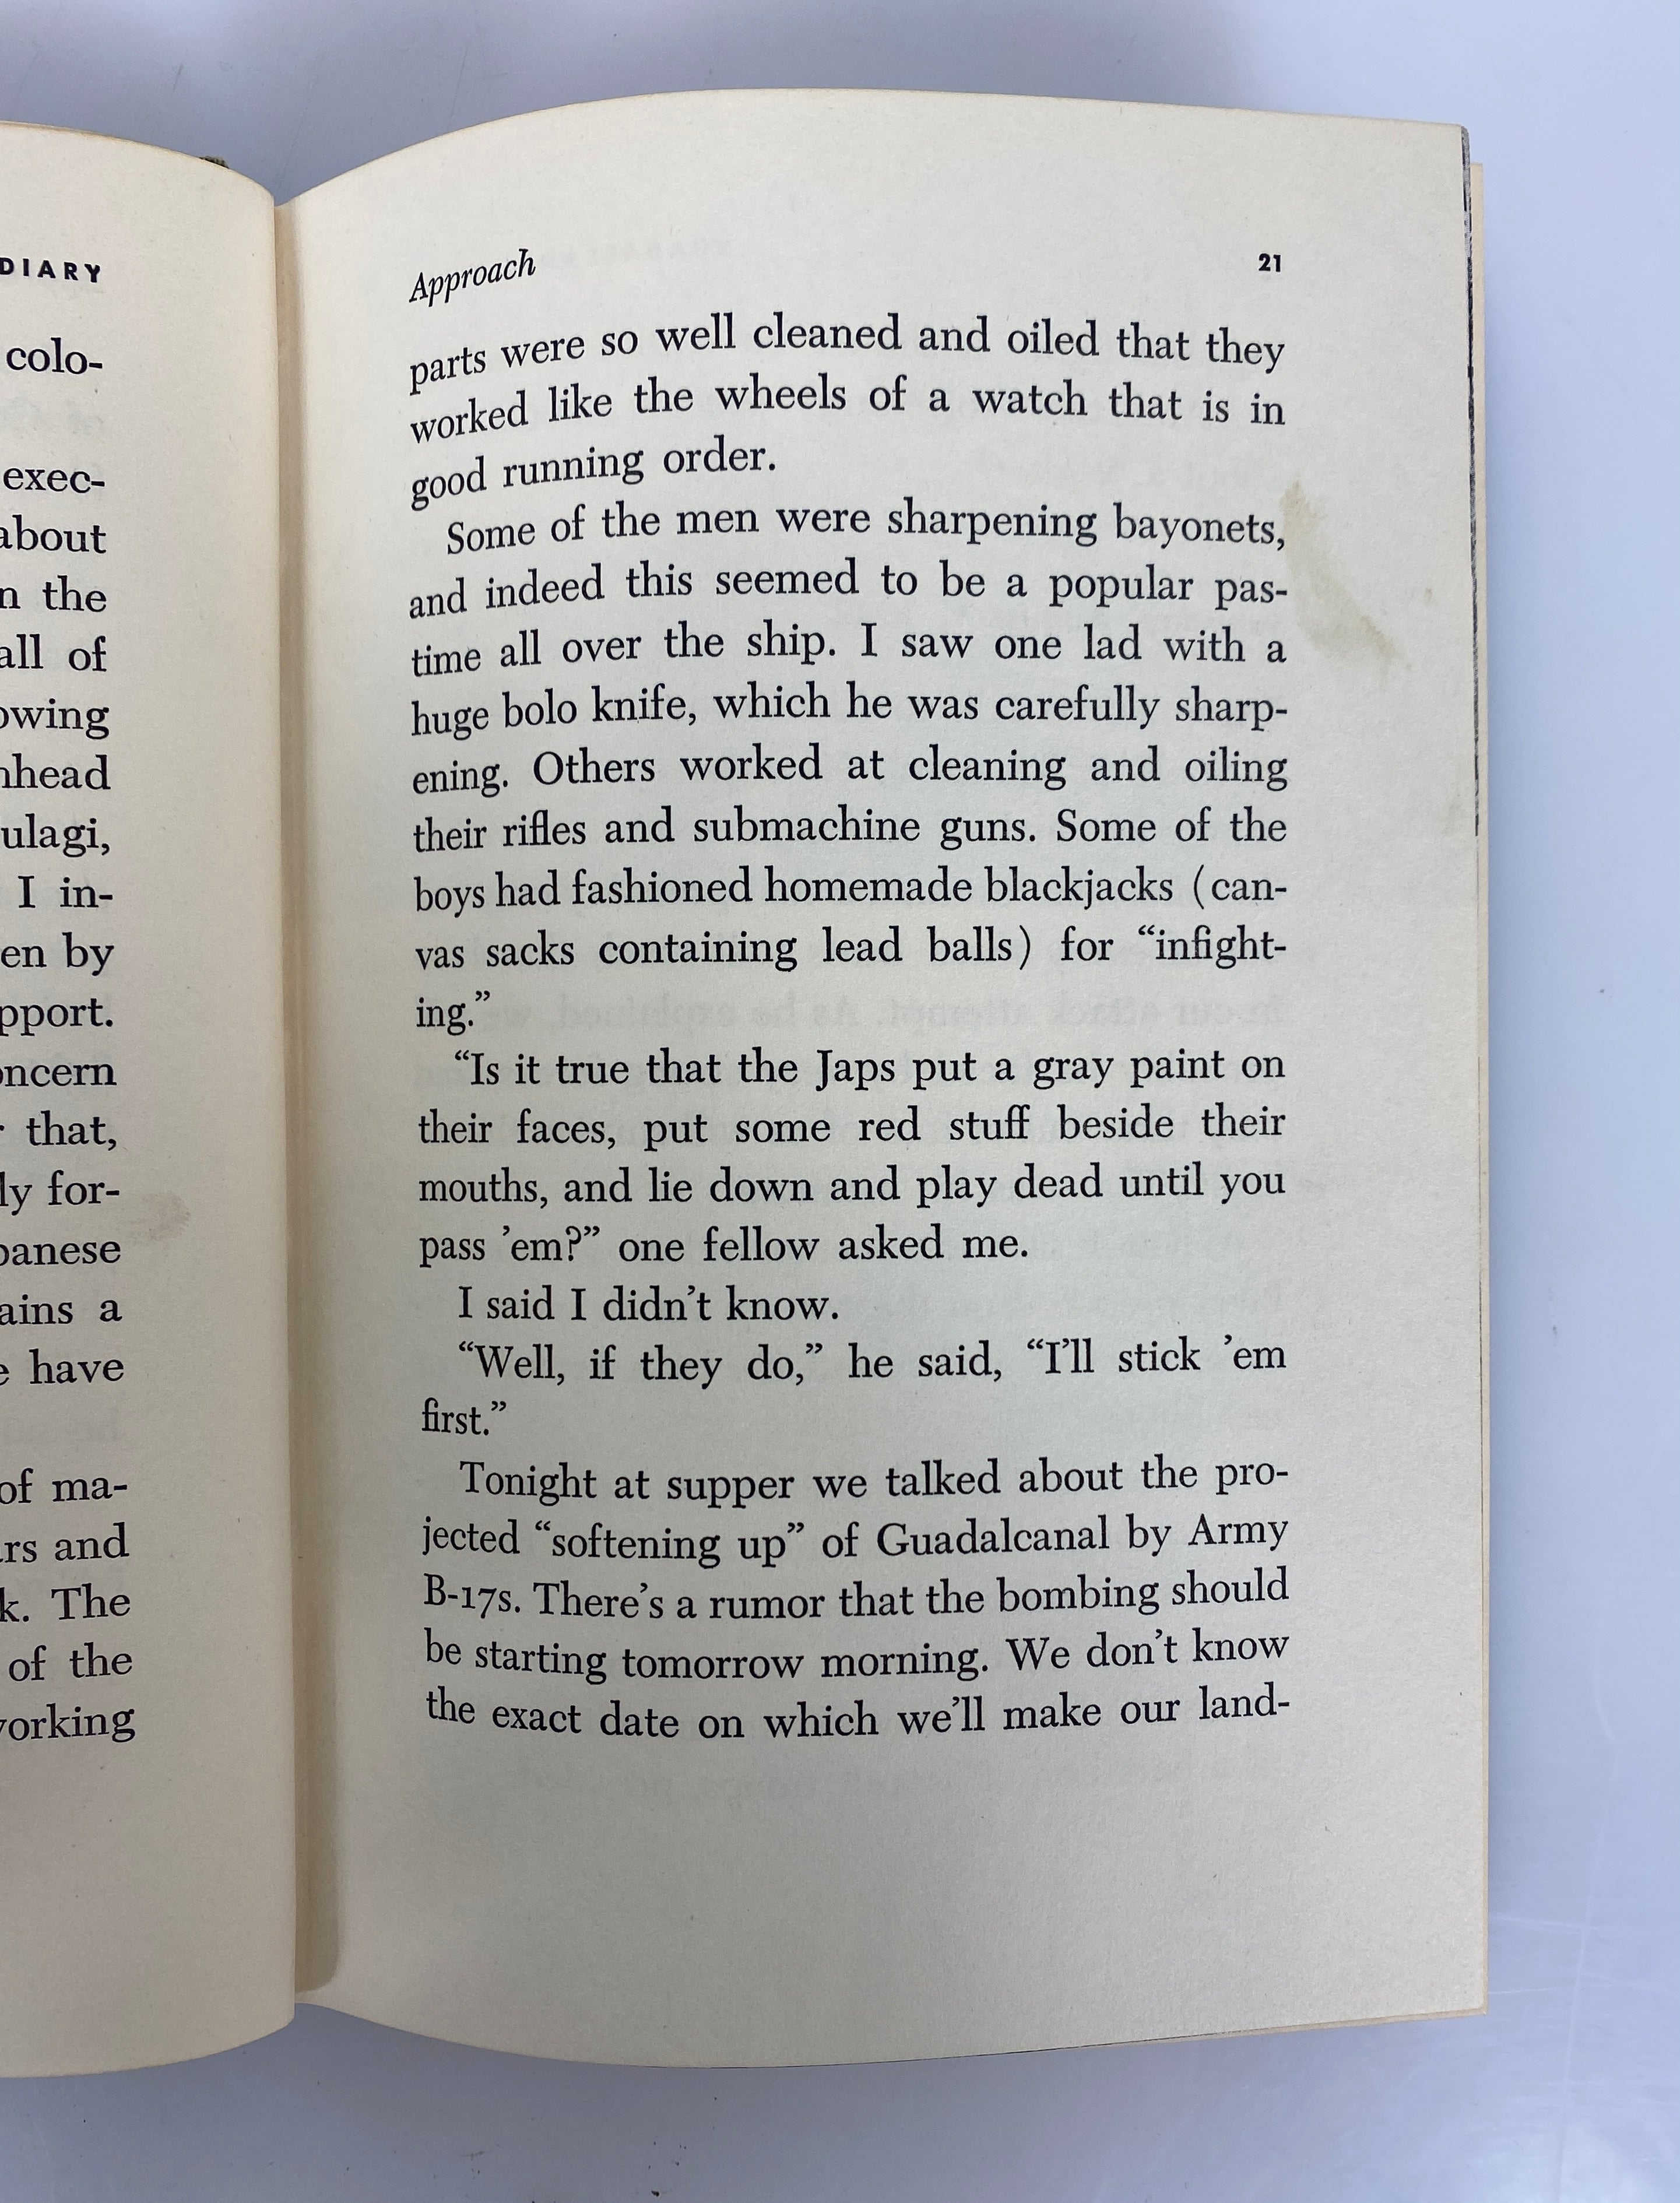 DIARY
colo-
exec-
about
the
all of
ulagi,
I in-
en by
pport.
that,
ly for-
have
of ma-
and
The
of the
Approach 21
parts were so well cleaned and oiled that they
worked like the wheels of a watch that is in
good running order.
Some of the men were sharpening bayonets,
and indeed this seemed to be a popular pas-
time all over the ship. I saw one lad with a
huge bolo knife, which he was carefully sharp-
ening. Others worked at cleaning and oiling
their rifles and submachine guns. Some of the
boys had fashioned homemade blackjacks (can-
vas sacks containing lead balls) for “infight-
ing.”
“Is it true that the Japs put a gray paint on
their faces, put some red stuff beside their
mouths, and lie down and play dead until you
pass ’em?” one fellow asked me.
I said I didn’t know.
“Well, if they do,” he said, “I’ll stick ’em
first.”
Tonight at supper we talked about the pro-
jected “softening up” of Guadalcanal by Army
B-17s. There’s a rumor that the bombing should
be starting tomorrow morning. We don’t know
the exact date on which we’ll make our land-